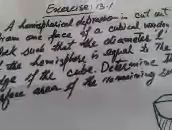 Exercise: 13.1
A hemispherical depression is cut out
from one face of a cubical wooden
block such that the diameter l
of the hemisphere is equal to the
edge of the cube. Determine the
surface area of the remaining